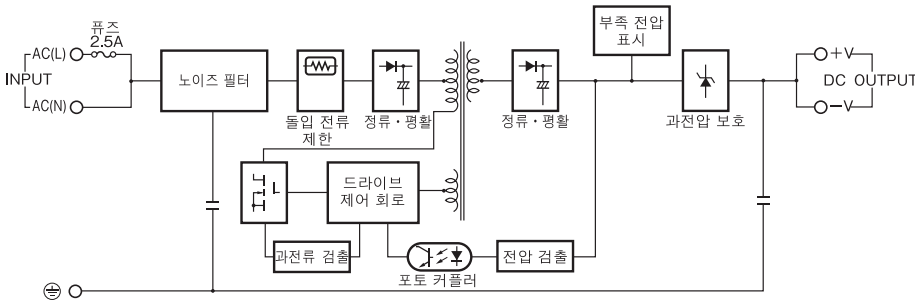 퓨즈
2.5A
AC(L)
INPUT
AC(N)
노이즈 필터
돌입 전류
제한
정류・평활
정류・평활
부족 전압
표시
과전압 보호
+V
DC OUTPUT
−V
드라이브
제어 회로
과전류 검출
포토 커플러
전압 검출